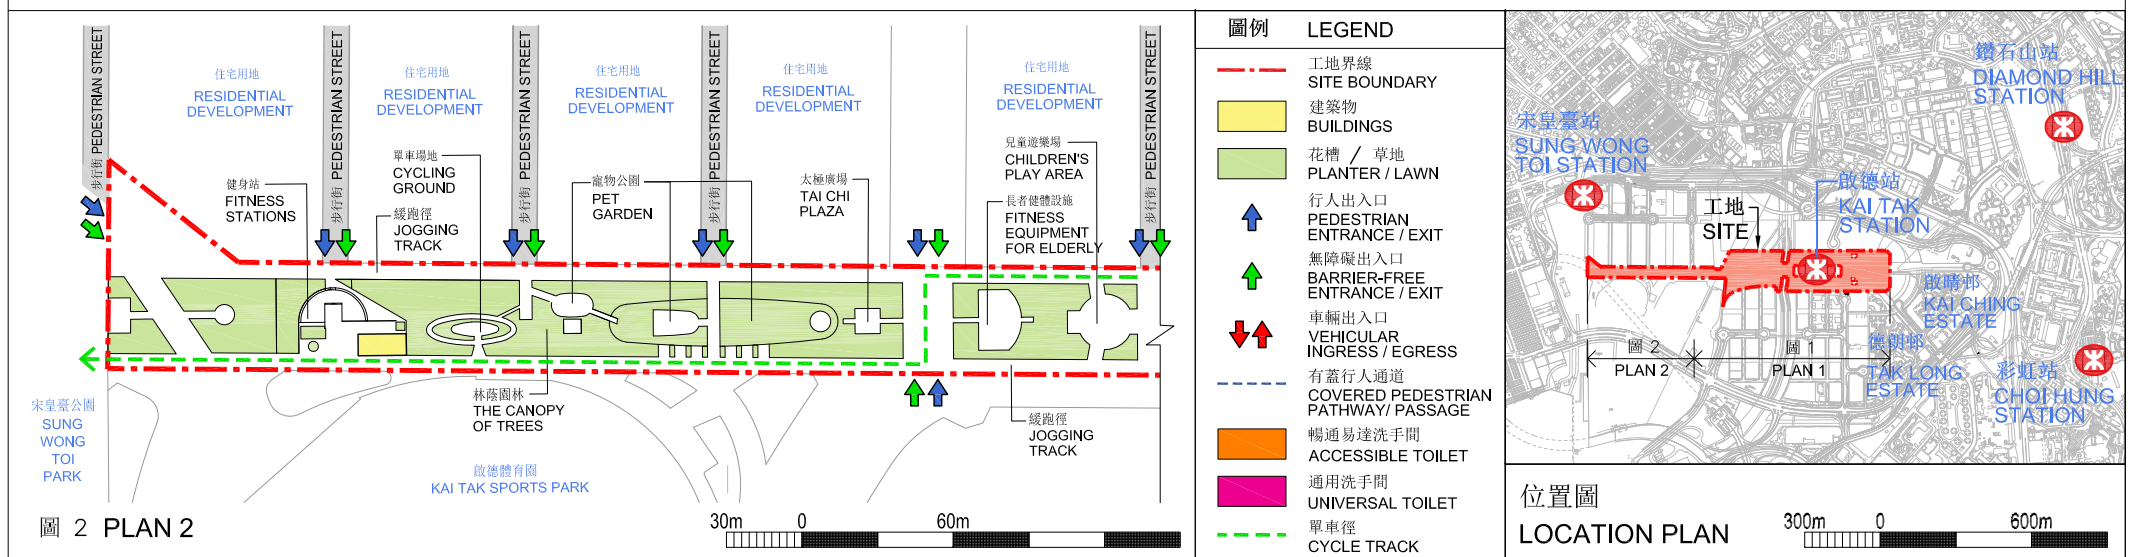 步行街 PEDESTRIAN STREET
住宅用地
RESIDENTIAL
DEVELOPMENT
步行街 PEDESTRIAN STREET
住宅用地
RESIDENTIAL
DEVELOPMENT
步行街 PEDESTRIAN STREET
住宅用地
RESIDENTIAL
DEVELOPMENT
步行街 PEDESTRIAN STREET
住宅用地
RESIDENTIAL
DEVELOPMENT
住宅用地
RESIDENTIAL
DEVELOPMENT
步行街 PEDESTRIAN STREET
健身站
FITNESS
STATIONS
單車場地
CYCLING
GROUND
緩跑徑
JOGGING
TRACK
寵物公園
PET
GARDEN
太極廣場
TAI CHI
PLAZA
兒童遊樂場
CHILDREN'S
PLAY AREA
長者健體設施
FITNESS
EQUIPMENT
FOR ELDERLY
林蔭園林
THE CANOPY
OF TREES
緩跑徑
JOGGING
TRACK
宋皇臺公園
SUNG
WONG
TOI
PARK
啟德體育園
KAI TAK SPORTS PARK
圖 2 PLAN 2
30m 0 60m
圖例 LEGEND
工地界線
SITE BOUNDARY
建築物
BUILDINGS
花槽 / 草地
PLANTER / LAWN
行人出入口
PEDESTRIAN
ENTRANCE / EXIT
無障礙出入口
BARRIER-FREE
ENTRANCE / EXIT
車輛出入口
VEHICULAR
INGRESS / EGRESS
有蓋行人通道
COVERED PEDESTRIAN
PATHWAY/ PASSAGE
暢通易達洗手間
ACCESSIBLE TOILET
通用洗手間
UNIVERSAL TOILET
單車徑
CYCLE TRACK
鑽石山站
DIAMOND HILL
STATION
宋皇臺站
SUNG WONG
TOI STATION
啟德站
KAI TAK
STATION
工地
SITE
啟晴邨
KAI CHING
ESTATE
德朗邨
TAK LONG
ESTATE
彩虹站
CHOI HUNG
STATION
圖 2
PLAN 2
圖 1
PLAN 1
位置圖
LOCATION PLAN
300m 0 600m